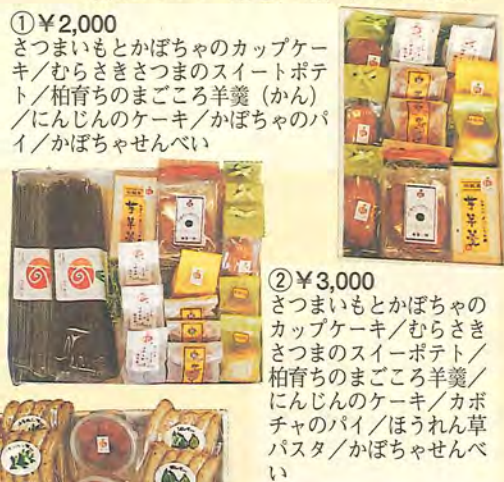 ①￥2,000
さつまいもとかぼちゃのカップケー
キ／むらさきさつまのスイートポテ
ト／柏育ちのまごころ羊羹（かん）
／にんじんのケーキ／かぼちゃのパ
イ／かぼちゃせんべい
②￥3,000
さつまいもとかぼちゃの
カップケーキ／むらさき
さつまのスイーポテト／
柏育ちのまごころ羊羹／
にんじんのケーキ／カボ
チャのパイ／ほうれん草
パスタ／かぼちゃせんべ
い
芋羊羹
芋羊羹